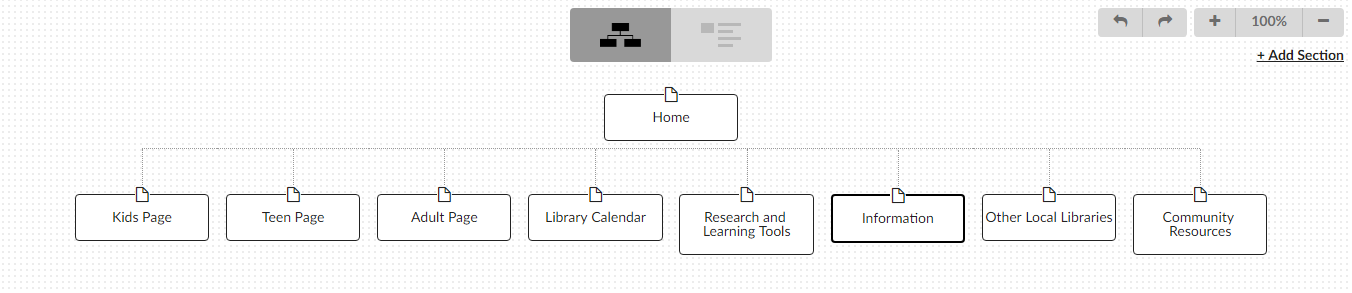 100%
+ Add Section
Home
Kids Page
Teen Page
Adult Page
Library Calendar
Research and
Learning Tools
Information
Other Local Libraries
Community
Resources